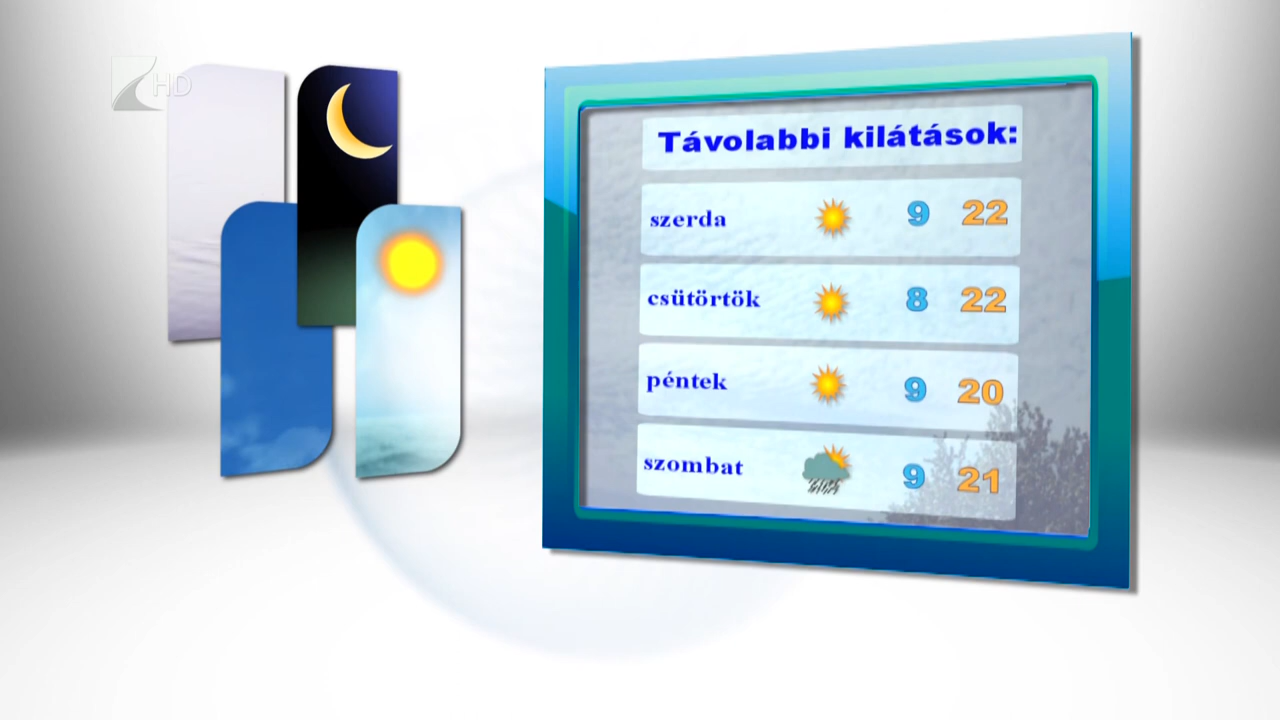 HD
Távolabbi kilátások:
szerda 9 22
csütörtök 8 22
péntek 9 20
szombat 9 21